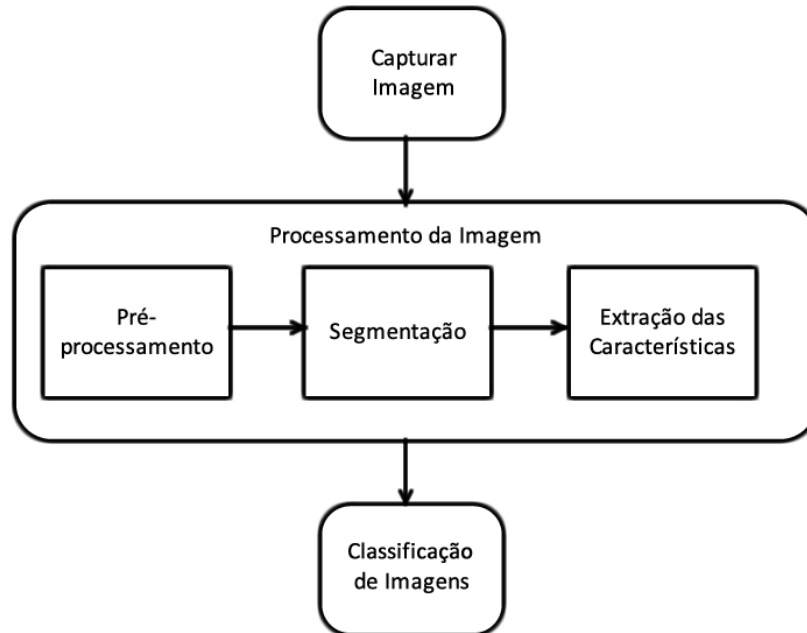 Capturar
Imagem
Processamento da Imagem
Pré-
processamento
Segmentação
Extração das
Características
Classificação
de Imagens